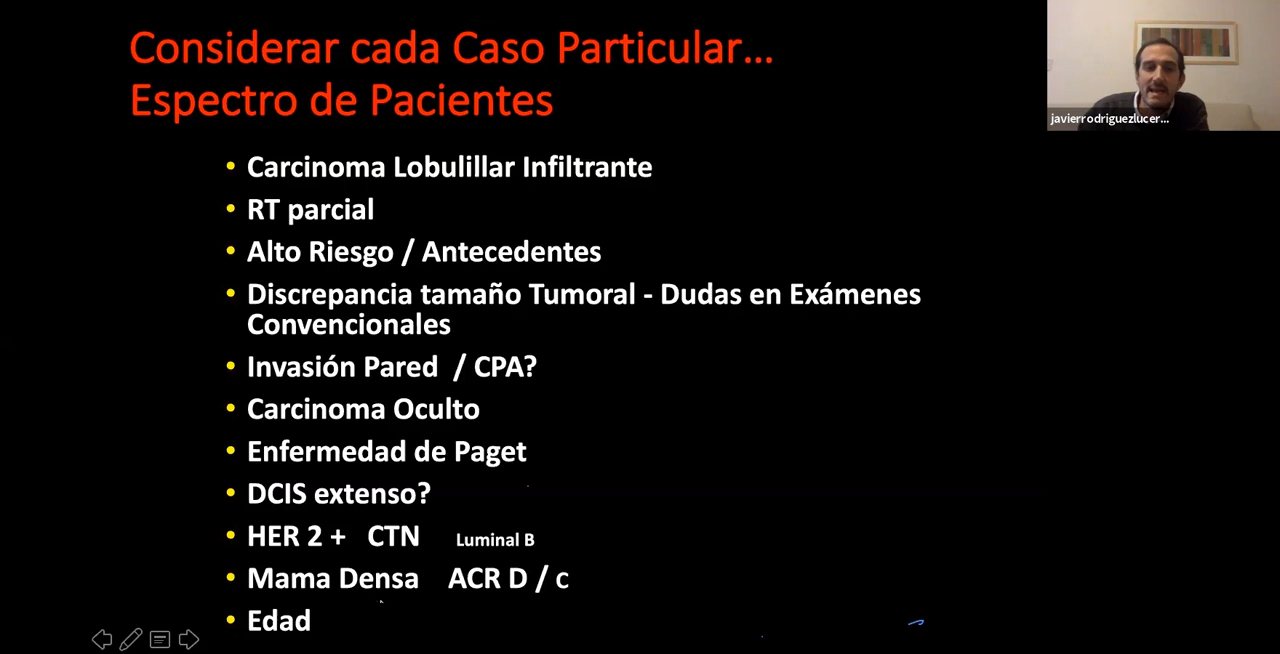 Considerar cada Caso Particular...
Espectro de Pacientes
javierrodriguezlucer...
• Carcinoma Lobulillar Infiltrante
• RT parcial
• Alto Riesgo / Antecedentes
• Discrepancia tamaño Tumoral - Dudas en Exámenes
Convencionales
• Invasión Pared / CPA?
• Carcinoma Oculto
• Enfermedad de Paget
• DCIS extenso?
• HER 2 + CTN Luminal B
• Mama Densa ACR D / C
• Edad